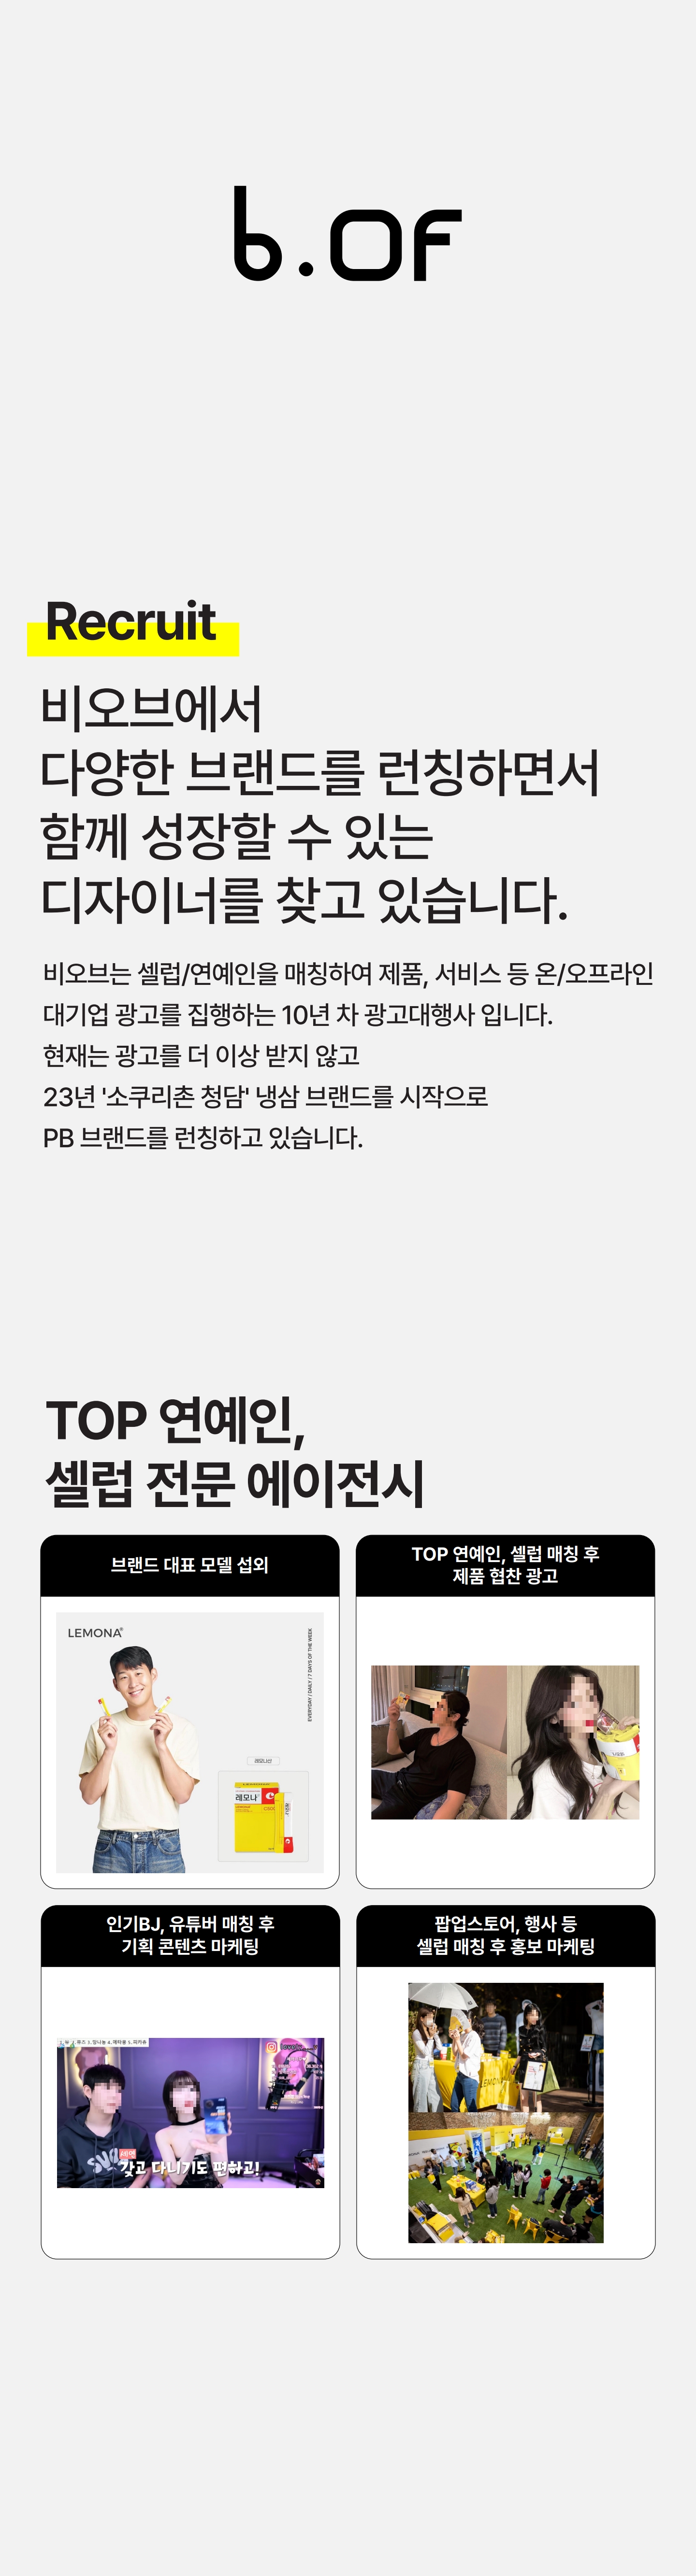 b.OF
Recruit
비오브에서
다양한 브랜드를 런칭하면서
함께 성장할 수 있는
디자이너를 찾고 있습니다.
비오브는 셀럽/연예인을 매칭하여 제품, 서비스 등 온/오프라인
대기업 광고를 집행하는 10년 차 광고대행사 입니다.
현재는 광고를 더 이상 받지 않고
23년 '소쿠리촌 청담' 냉삼 브랜드를 시작으로
PB 브랜드를 런칭하고 있습니다.
TOP 연예인,
셀럽 전문 에이전시
브랜드 대표 모델 섭외
TOP 연예인, 셀럽 매칭 후
제품 협찬 광고
LEMONA®
EVERYDAY / DAILY / 7 DAYS OF THE WEEK
레모나산
레모나
인기BJ, 유튜버 매칭 후
기획 콘텐츠 마케팅
팝업스토어, 행사 등
셀럽 매칭 후 홍보 마케팅
갖고 다니기도 편하고!
LEMONA